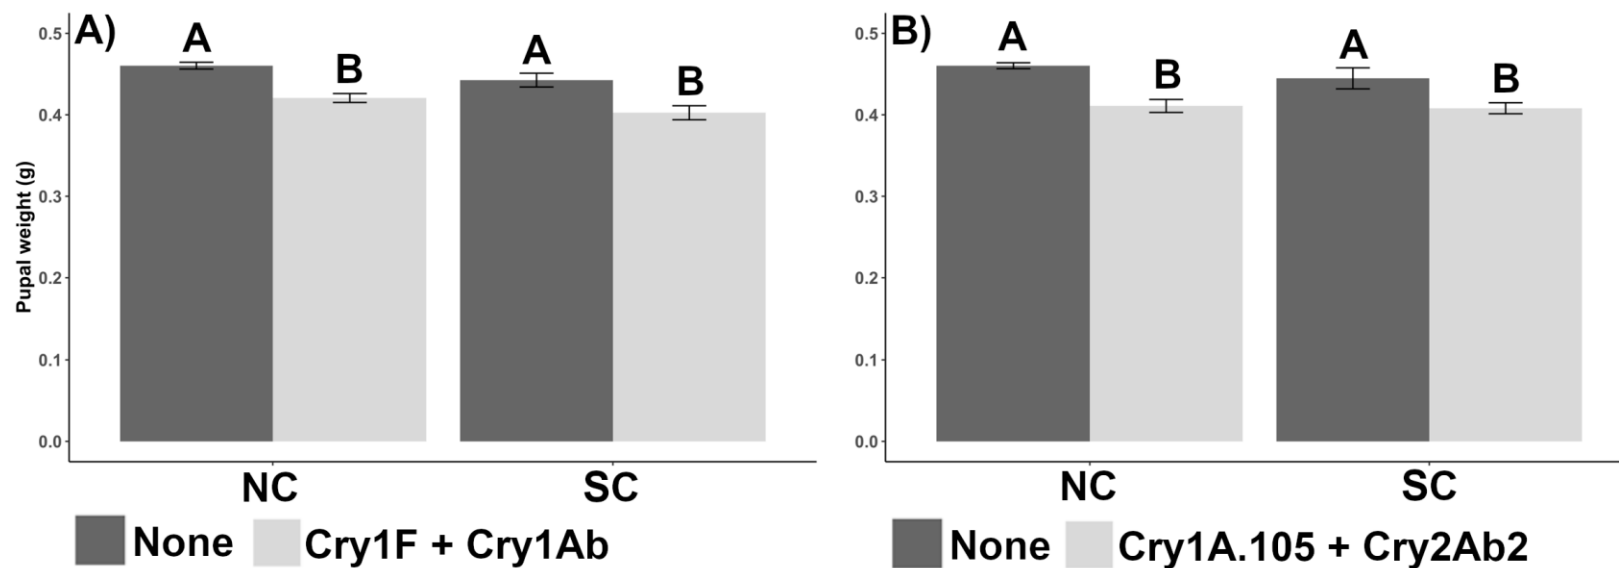 A)
Pupal weight (g)
0.5
0.4
0.3
0.2
0.1
0.0
A
B
A
B
NC
SC
None
Cry1F + Cry1Ab
B)
0.5
0.4
0.3
0.2
0.1
0.0
A
B
A
B
NC
SC
None
Cry1A.105 + Cry2Ab2